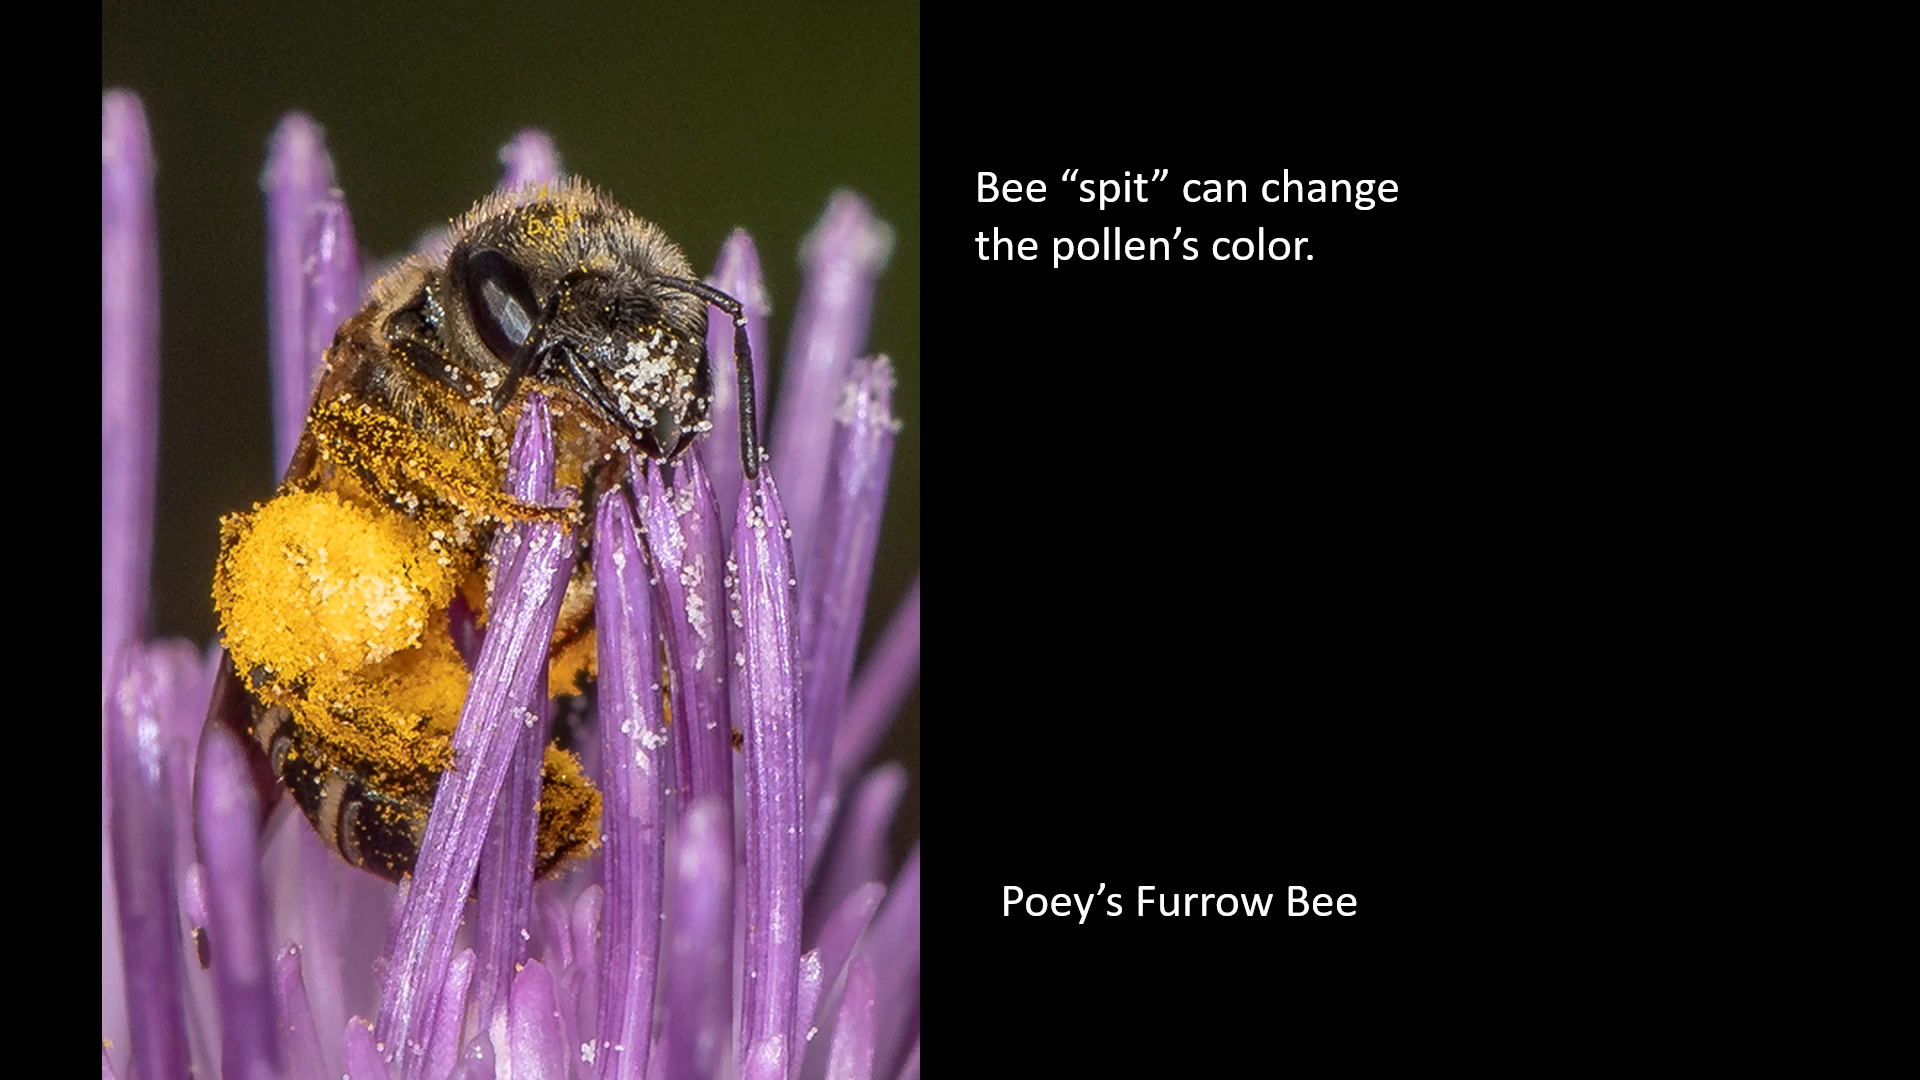 Bee “spit” can change
the pollen’s color.
Poey’s Furrow Bee